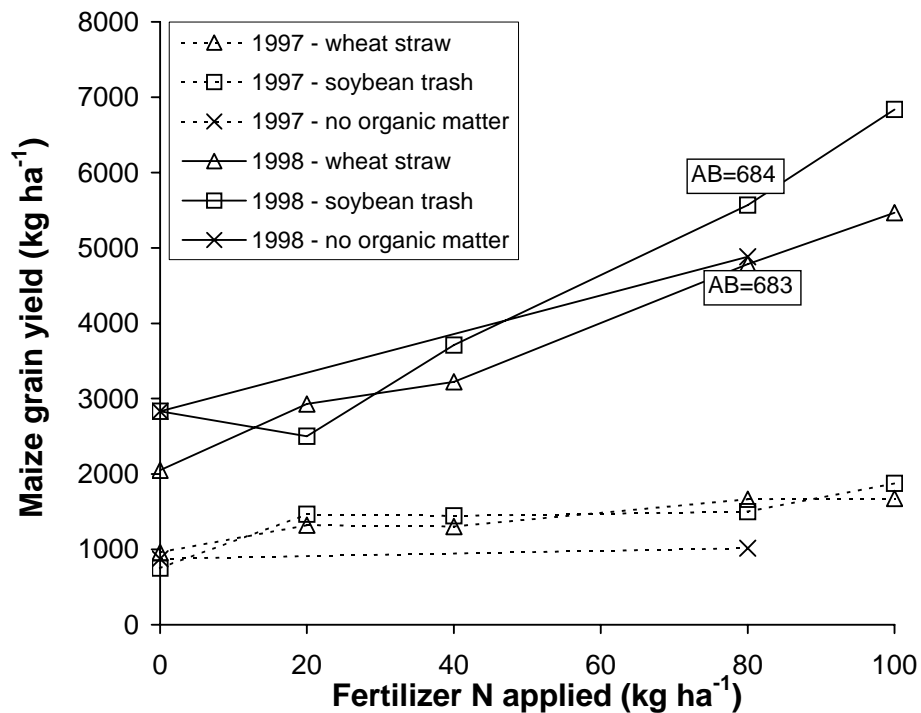 8000
7000
6000
5000
4000
3000
2000
1000
0
Maize grain yield (kg ha⁻¹)
1997 - wheat straw
1997 - soybean trash
1997 - no organic matter
1998 - wheat straw
1998 - soybean trash
1998 - no organic matter
AB=684
AB=683
0 20 40 60 80 100
Fertilizer N applied (kg ha⁻¹)